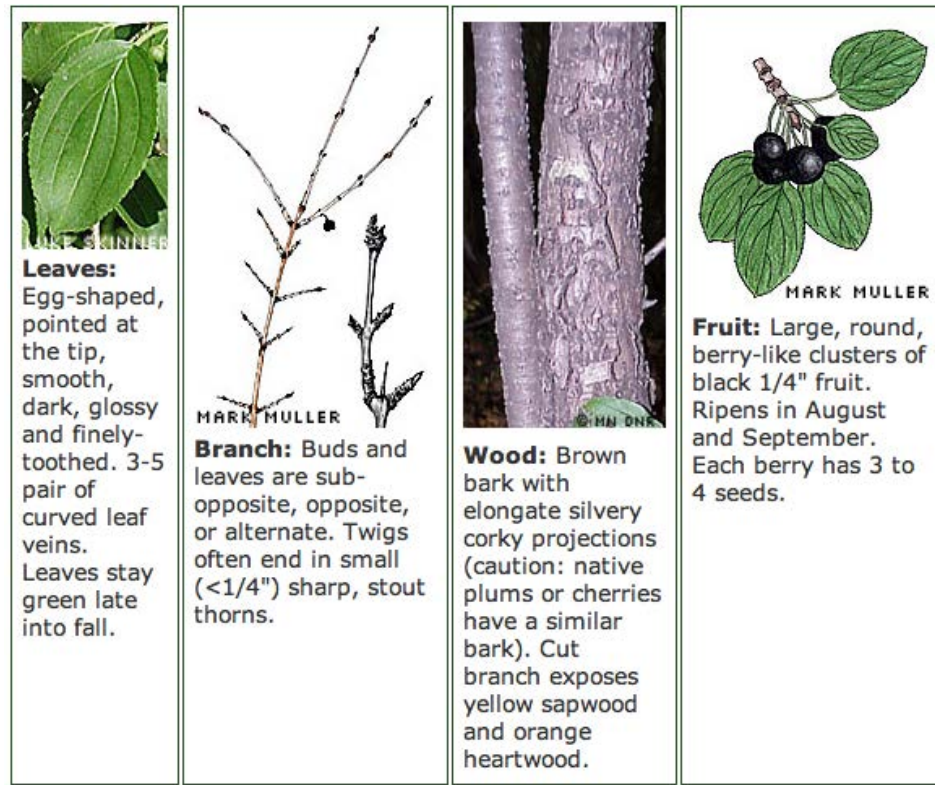 LUKE SKINNER
Leaves:
Egg-shaped,
pointed at
the tip,
smooth,
dark, glossy
and finely-
toothed. 3-5
pair of
curved leaf
veins.
Leaves stay
green late
into fall.
MARK MULLER
Branch: Buds and
leaves are sub-
opposite, opposite,
or alternate. Twigs
often end in small
(<1/4") sharp, stout
thorns.
© MN DNR
Wood: Brown
bark with
elongate silvery
corky projections
(caution: native
plums or cherries
have a similar
bark). Cut
branch exposes
yellow sapwood
and orange
heartwood.
MARK MULLER
Fruit: Large, round,
berry-like clusters of
black 1/4" fruit.
Ripens in August
and September.
Each berry has 3 to
4 seeds.